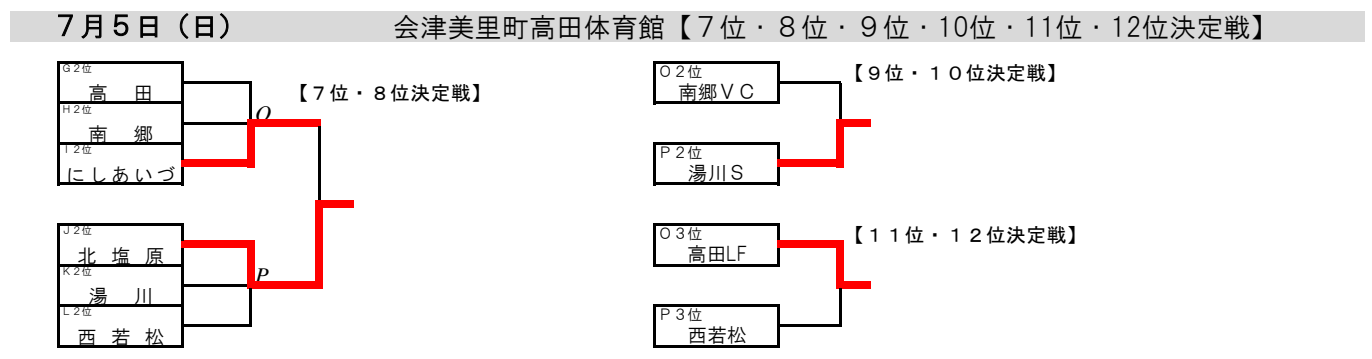 ７月５日（日） 会津美里町高田体育館【７位・８位・９位・10位・11位・12位決定戦】
G２位
高　田
【７位・８位決定戦】
H２位
O
南　郷
I２位
にしあいづ
J２位
北 塩 原
K２位
P
湯　川
L２位
西 若 松
O２位
【９位・１０位決定戦】
南郷ＶＣ
P２位
湯川Ｓ
O３位
【１１位・１２位決定戦】
高田LF
P３位
西若松